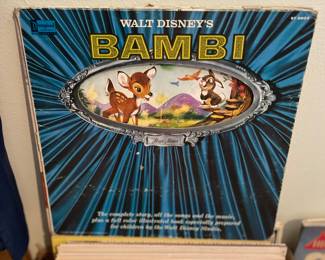 WALT DISNEY'S
BAMBI
The complete story, all the songs and the music,
plus a full color illustrated book especially prepared
for children by the Walt Disney Studio.